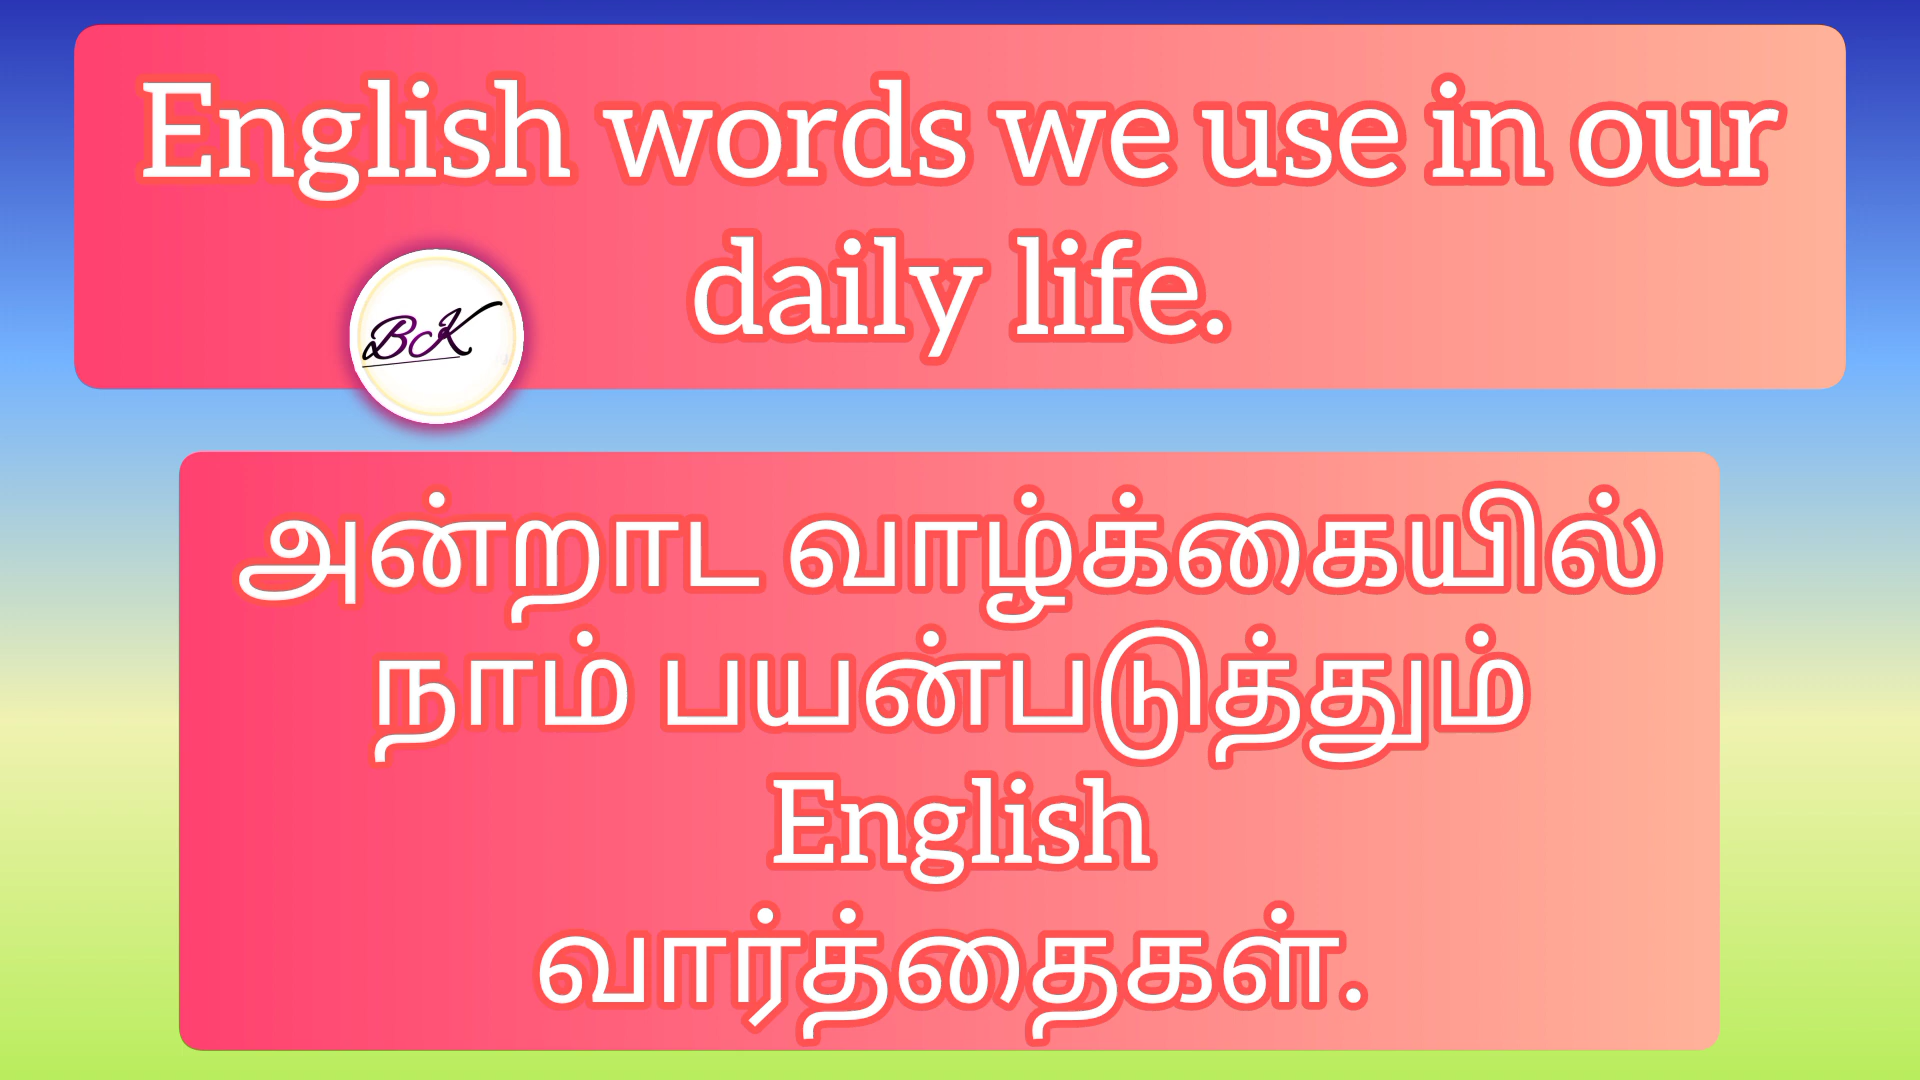 English words we use in our
daily life.
BK
அன்றாட வாழ்க்கையில்
நாம் பயன்படுத்தும்
English
வார்த்தைகள்.